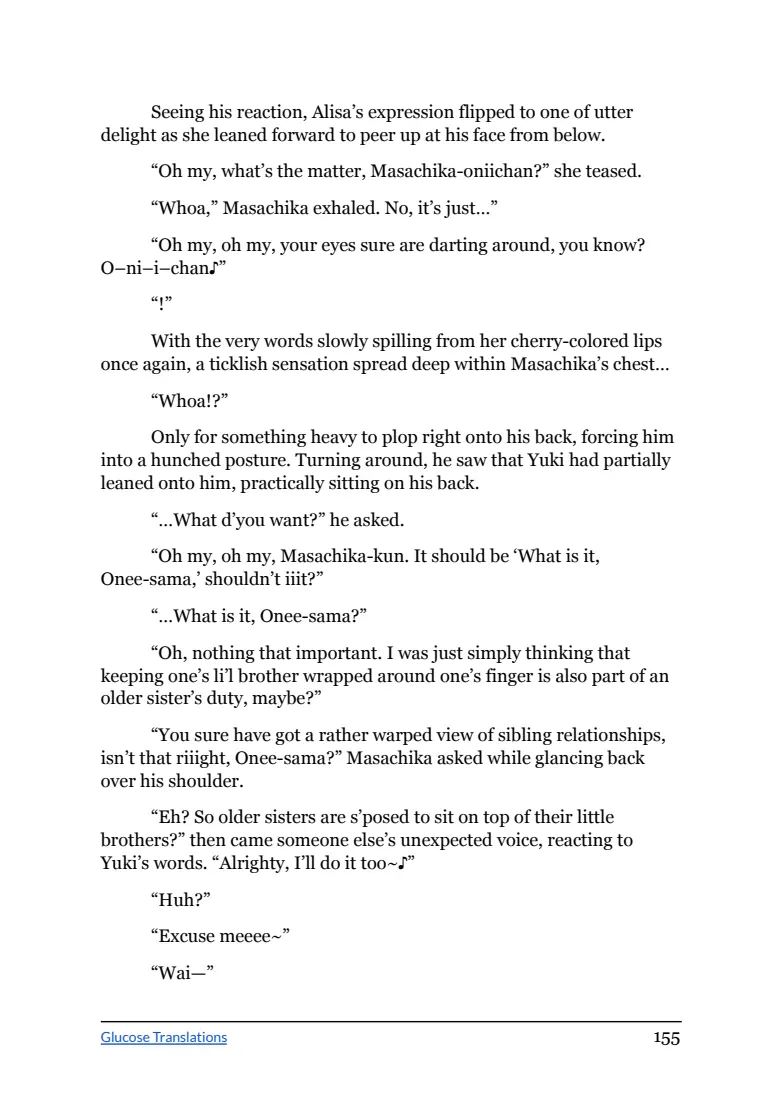 Seeing his reaction, Alisa’s expression flipped to one of utter
delight as she leaned forward to peer up at his face from below.
“Oh my, what’s the matter, Masachika-oniichan?” she teased.
“Whoa,” Masachika exhaled. No, it’s just…”
“Oh my, oh my, your eyes sure are darting around, you know?
O–ni–i–chan♪”
“!”
With the very words slowly spilling from her cherry-colored lips
once again, a ticklish sensation spread deep within Masachika’s chest…
“Whoa!?”
Only for something heavy to plop right onto his back, forcing him
into a hunched posture. Turning around, he saw that Yuki had partially
leaned onto him, practically sitting on his back.
“…What d’you want?” he asked.
“Oh my, oh my, Masachika-kun. It should be ‘What is it,
Onee-sama,’ shouldn’t iiit?”
“…What is it, Onee-sama?”
“Oh, nothing that important. I was just simply thinking that
keeping one’s li’l brother wrapped around one’s finger is also part of an
older sister’s duty, maybe?”
“You sure have got a rather warped view of sibling relationships,
isn’t that riiight, Onee-sama?” Masachika asked while glancing back
over his shoulder.
“Eh? So older sisters are s’posed to sit on top of their little
brothers?” then came someone else’s unexpected voice, reacting to
Yuki’s words. “Alrighty, I’ll do it too~♪”
“Huh?”
“Excuse meeee~”
“Wai—”
Glucose Translations 155